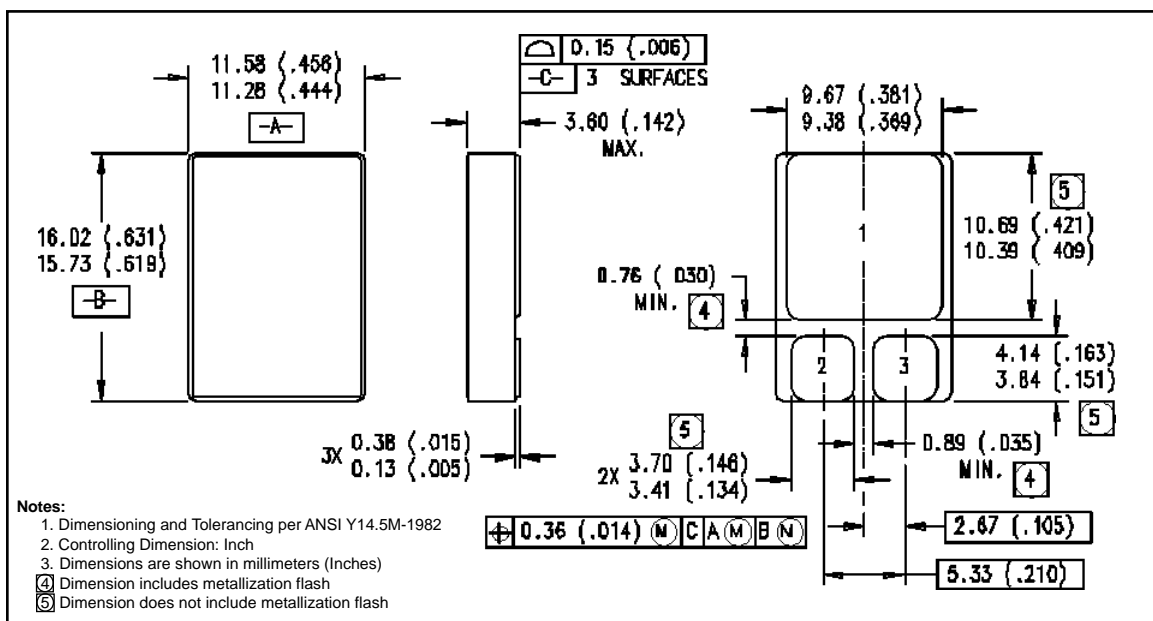 11.58 (.456)
11.28 (.444)
-A-
0.15 (.006)
-C- 3 SURFACES
3.60 (.142)
MAX.
9.67 (.381)
9.38 (.369)
16.02 (.631)
15.73 (.619)
-B-
1
5
10.69 (.421)
10.39 ( 409)
0.76 ( 030)
MIN. 4
2
3
4.14 (.163)
3.84 (.151)
5
3X 0.38 (.015)
0.13 (.005)
5
2X 3.70 (.146)
3.41 (.134)
0.89 (.035)
MIN. 4
0.36 (.014) M C A M B
2.67 (.105)
5.33 (.210)
Notes:
1. Dimensioning and Tolerancing per ANSI Y14.5M-1982
2. Controlling Dimension: Inch
3. Dimensions are shown in millimeters (Inches)
4 Dimension includes metallization flash
5 Dimension does not include metallization flash